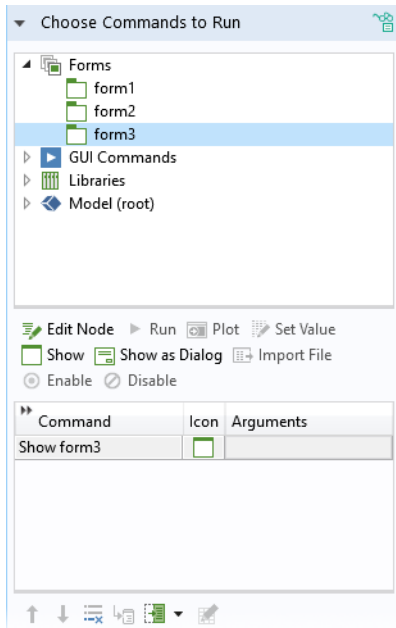 Choose Commands to Run
Forms
form1
form2
form3
GUI Commands
Libraries
Model (root)
Edit Node Run Plot Set Value
Show Show as Dialog Import File
Enable Disable
Command Icon Arguments
Show form3